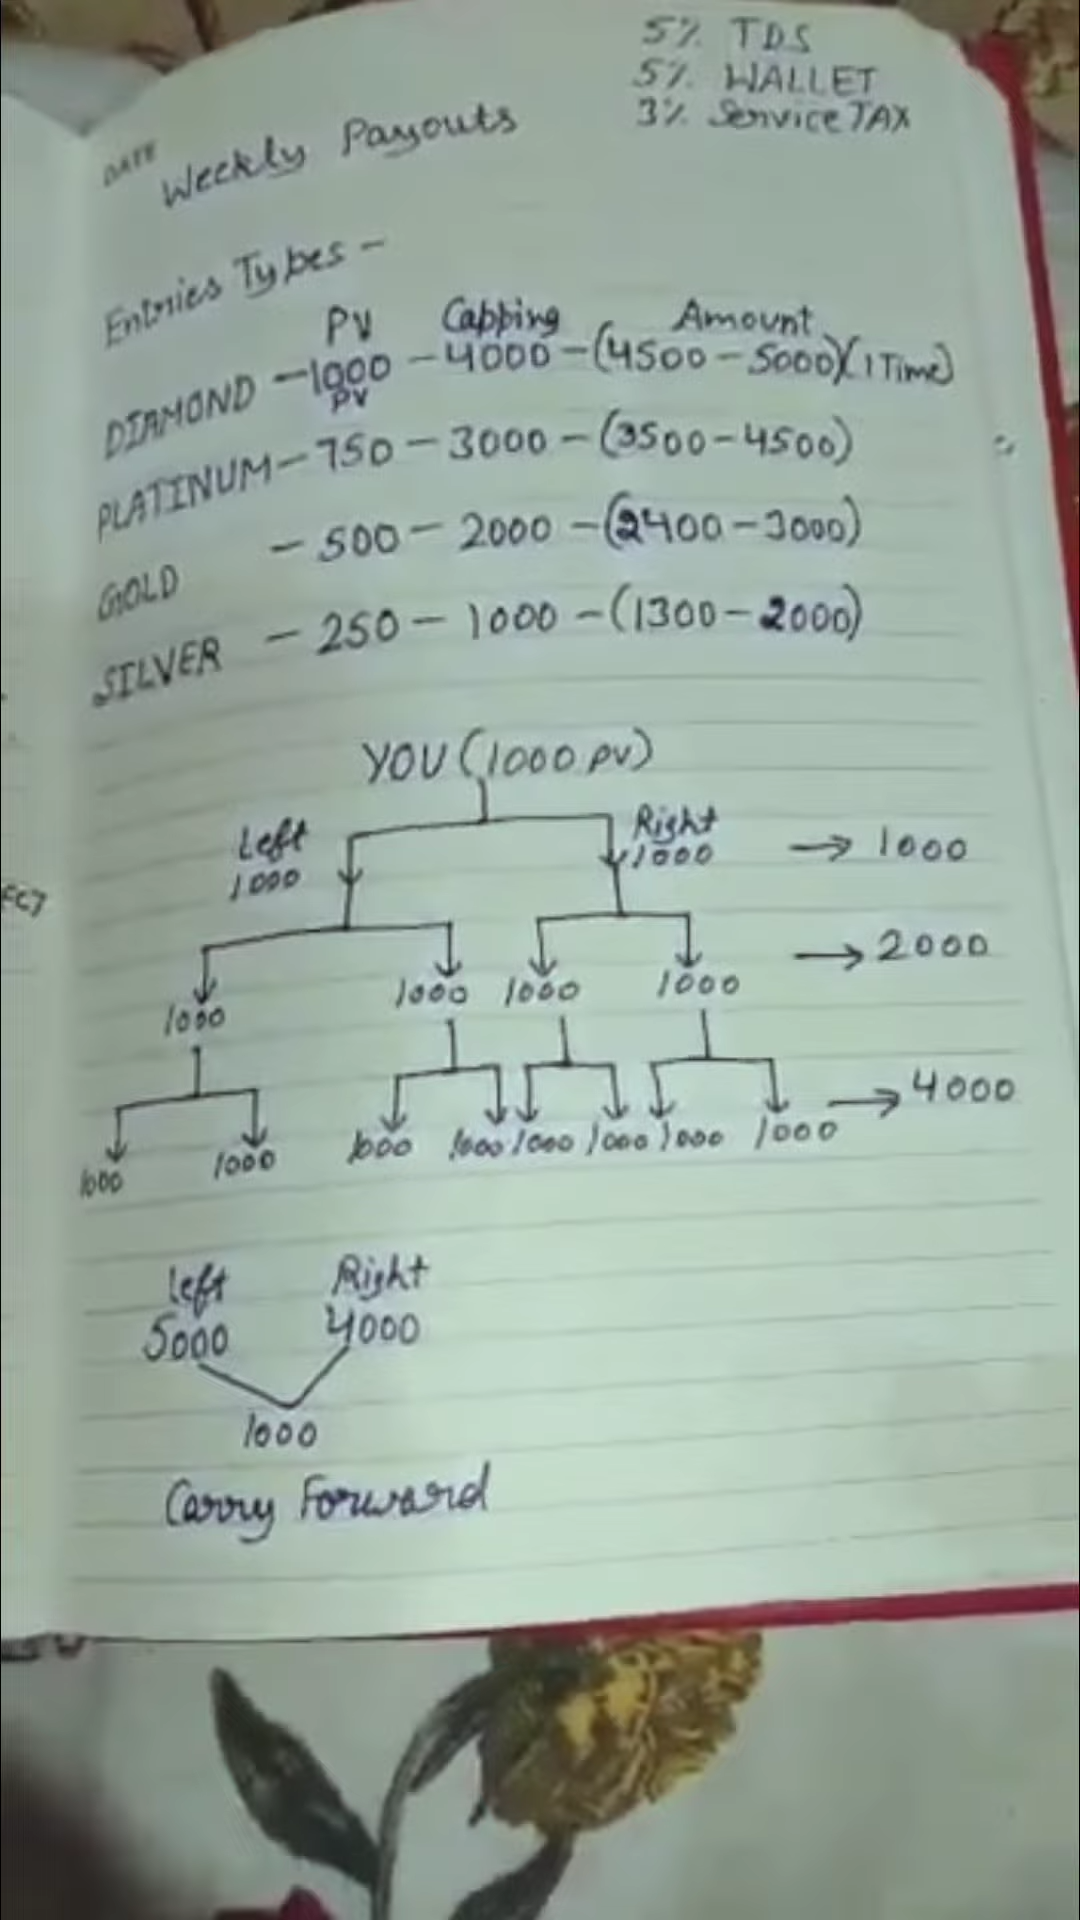 5% TDS
5% WALLET
3% Service TAX
DATE
Weekly Payouts
Entries Types -
PV Capping Amount
DIAMOND - 1000 - 4000 - (4500 - 5000) (1 Time)
PV
PLATINUM - 750 - 3000 - (3500 - 4500)
GOLD - 500 - 2000 - (2400 - 3000)
SILVER - 250 - 1000 - (1300 - 2000)
YOU (1000 PV)
Left Right
1000 1000 → 1000
1000 1000 1000 1000 → 2000
1000 1000 1000 1000 1000 1000 1000 1000 → 4000
Left Right
5000 4000
1000
Carry Forward